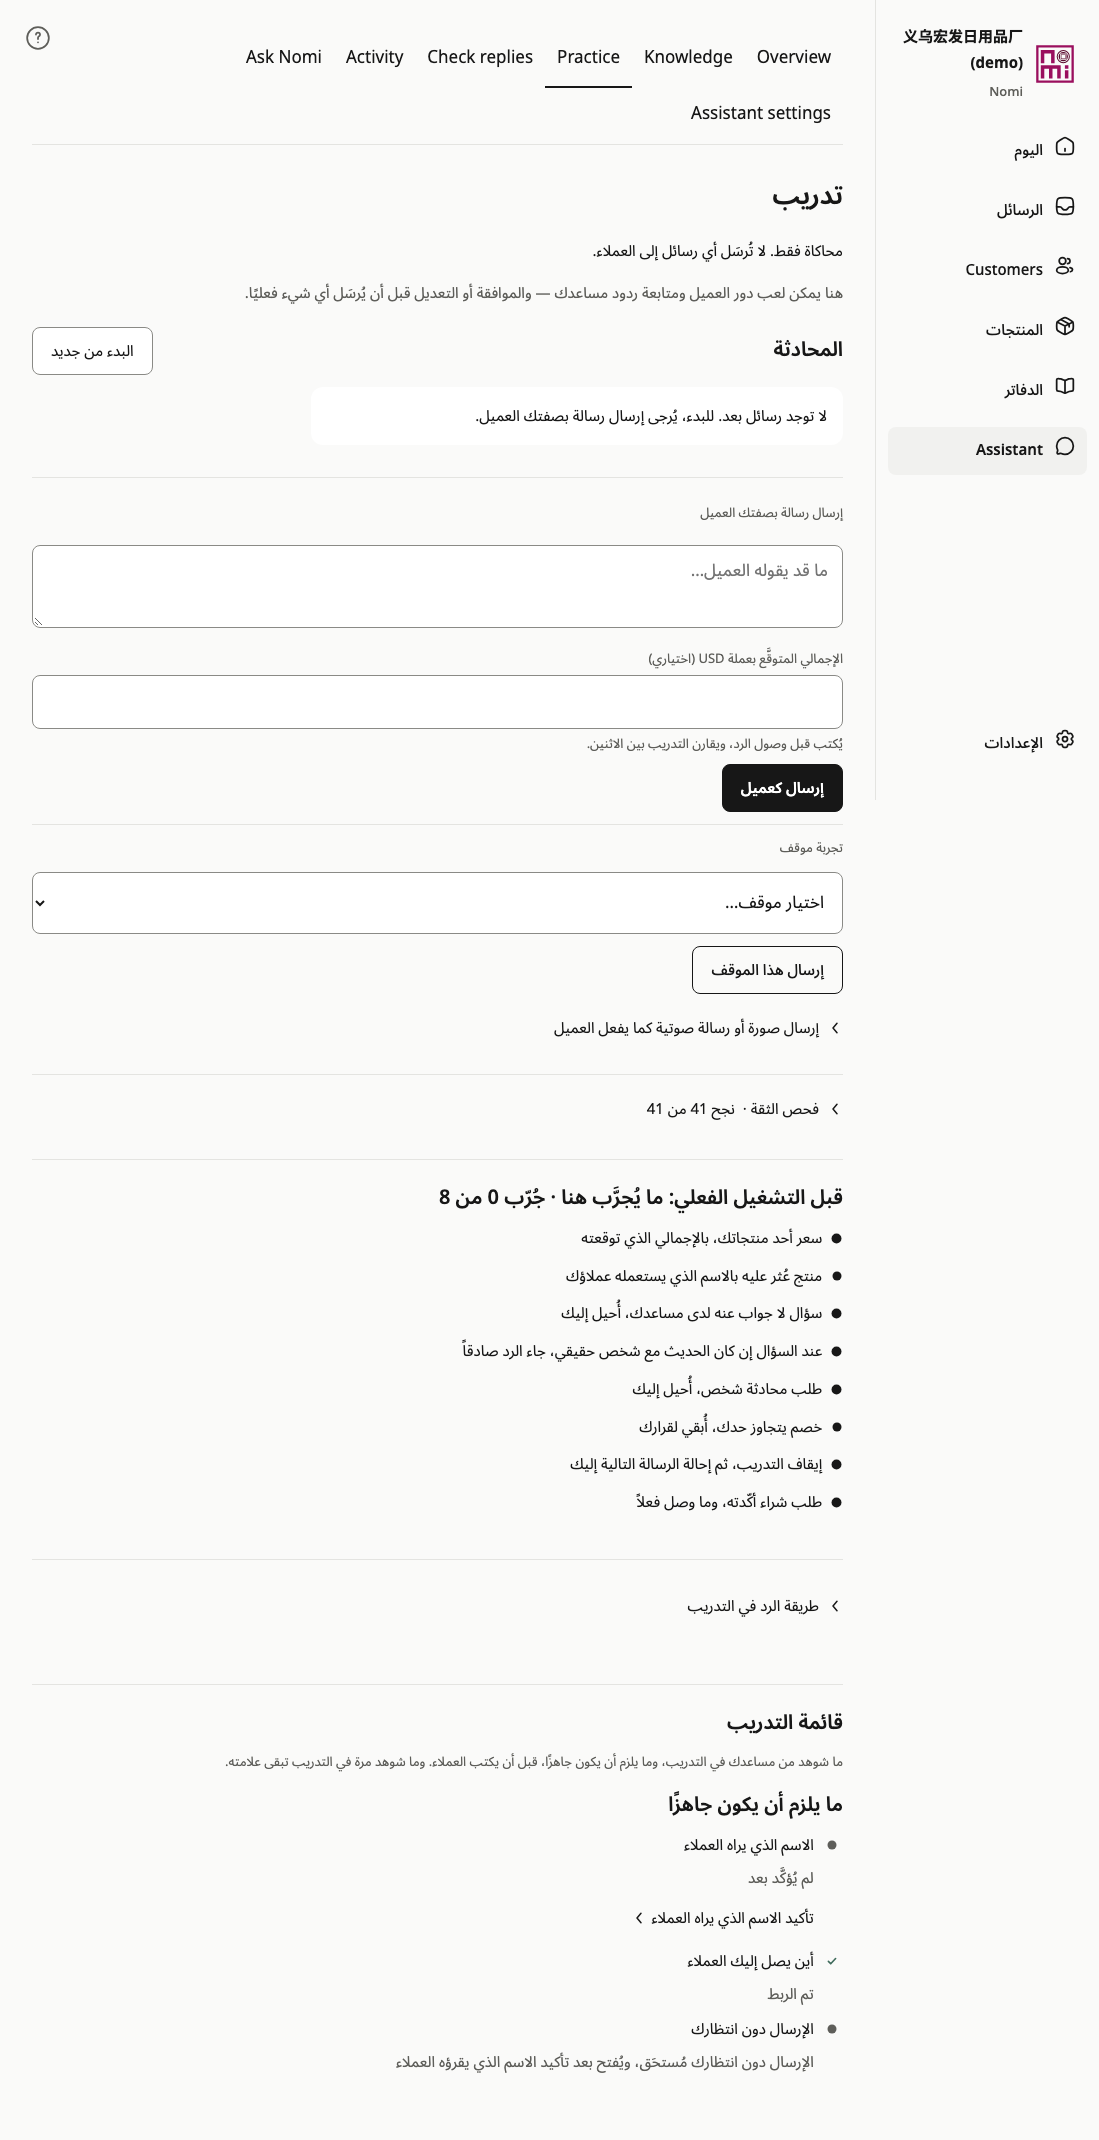 义乌宏发日用品厂
(demo)
Nomi
اليوم
الرسائل
Customers
المنتجات
الدفاتر
Assistant
الإعدادات
Overview
Knowledge
Practice
Check replies
Activity
Ask Nomi
Assistant settings
تدريب
محاكاة فقط. لا تُرسَل أي رسائل إلى العملاء.
هنا يمكن لعب دور العميل ومتابعة ردود مساعدك — والموافقة أو التعديل قبل أن يُرسَل أي شيء فعليًا.
المحادثة
البدء من جديد
لا توجد رسائل بعد. للبدء، يُرجى إرسال رسالة بصفتك العميل.
إرسال رسالة بصفتك العميل
ما قد يقوله العميل...
الإجمالي المتوقَّع بعملة USD (اختياري)
يُكتب قبل وصول الرد، ويقارن التدريب بين الاثنين.
إرسال كعميل
تجربة موقف
اختيار موقف...
إرسال هذا الموقف
إرسال صورة أو رسالة صوتية كما يفعل العميل
فحص الثقة · نجح 41 من 41
قبل التشغيل الفعلي: ما يُجرَّب هنا · جُرّب 0 من 8
سعر أحد منتجاتك، بالإجمالي الذي توقعته
منتج عُثر عليه بالاسم الذي يستعمله عملاؤك
سؤال لا جواب عنه لدى مساعدك، أُحيل إليك
عند السؤال إن كان الحديث مع شخص حقيقي، جاء الرد صادقاً
طلب محادثة شخص، أُحيل إليك
خصم يتجاوز حدك، أُبقي لقرارك
إيقاف التدريب، ثم إحالة الرسالة التالية إليك
طلب شراء أكّدته، وما وصل فعلاً
طريقة الرد في التدريب
قائمة التدريب
ما شوهد من مساعدك في التدريب، وما يلزم أن يكون جاهزًا، قبل أن يكتب العملاء. وما شوهد مرة في التدريب تبقى علامته.
ما يلزم أن يكون جاهزًا
الاسم الذي يراه العملاء
لم يُؤكَّد بعد
تأكيد الاسم الذي يراه العملاء
أين يصل إليك العملاء
تم الربط
الإرسال دون انتظارك
الإرسال دون انتظارك مُستحَق، ويُفتح بعد تأكيد الاسم الذي يقرؤه العملاء